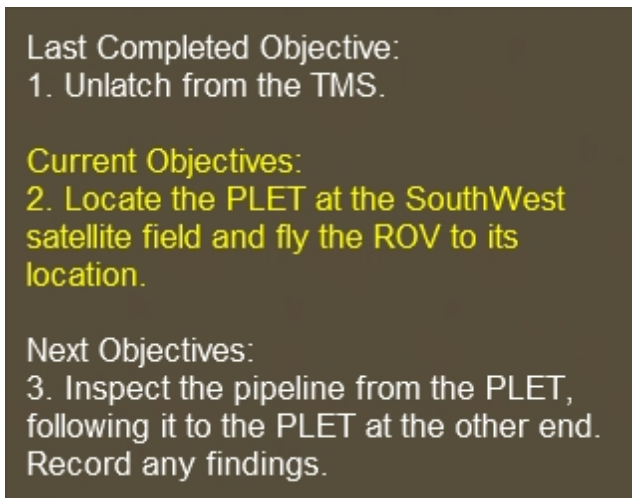 Last Completed Objective:
1. Unlatch from the TMS.
Current Objectives:
2. Locate the PLET at the SouthWest
satellite field and fly the ROV to its
location.
Next Objectives:
3. Inspect the pipeline from the PLET,
following it to the PLET at the other end.
Record any findings.